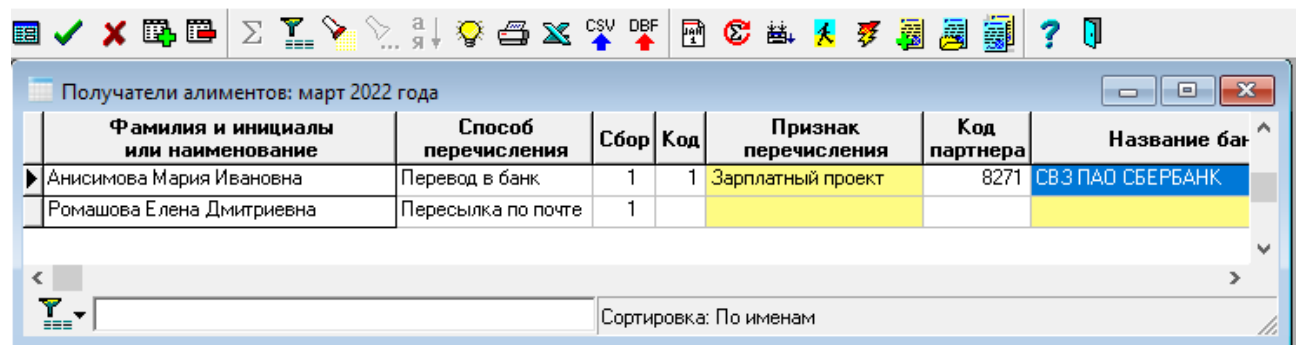 Σ ... а я CSV DBF Σ ?
Получатели алиментов: март 2022 года
Фамилия и инициалы или наименование Способ перечисления Сбор Код Признак перечисления Код партнера Название бан
Анисимова Мария Ивановна Перевод в банк 1 1 Зарплатный проект 8271 СВЗ ПАО СБЕРБАНК
Ромашова Елена Дмитриевна Пересылка по почте 1
Сортировка: По именам